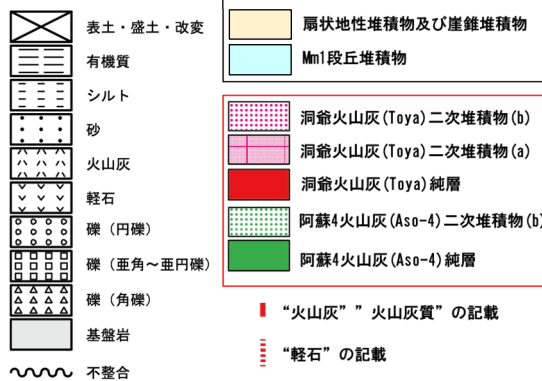 表土・盛土・改変
有機質
シルト
砂
火山灰
軽石
礫（円礫）
礫（亜角～亜円礫）
礫（角礫）
基盤岩
不整合
扇状地性堆積物及び崖錐堆積物
Mm1段丘堆積物
洞爺火山灰(Toya)二次堆積物(b)
洞爺火山灰(Toya)二次堆積物(a)
洞爺火山灰(Toya)純層
阿蘇4火山灰(Aso-4)二次堆積物(b)
阿蘇4火山灰(Aso-4)純層
“火山灰”” 火山灰質”の記載
“軽石”の記載